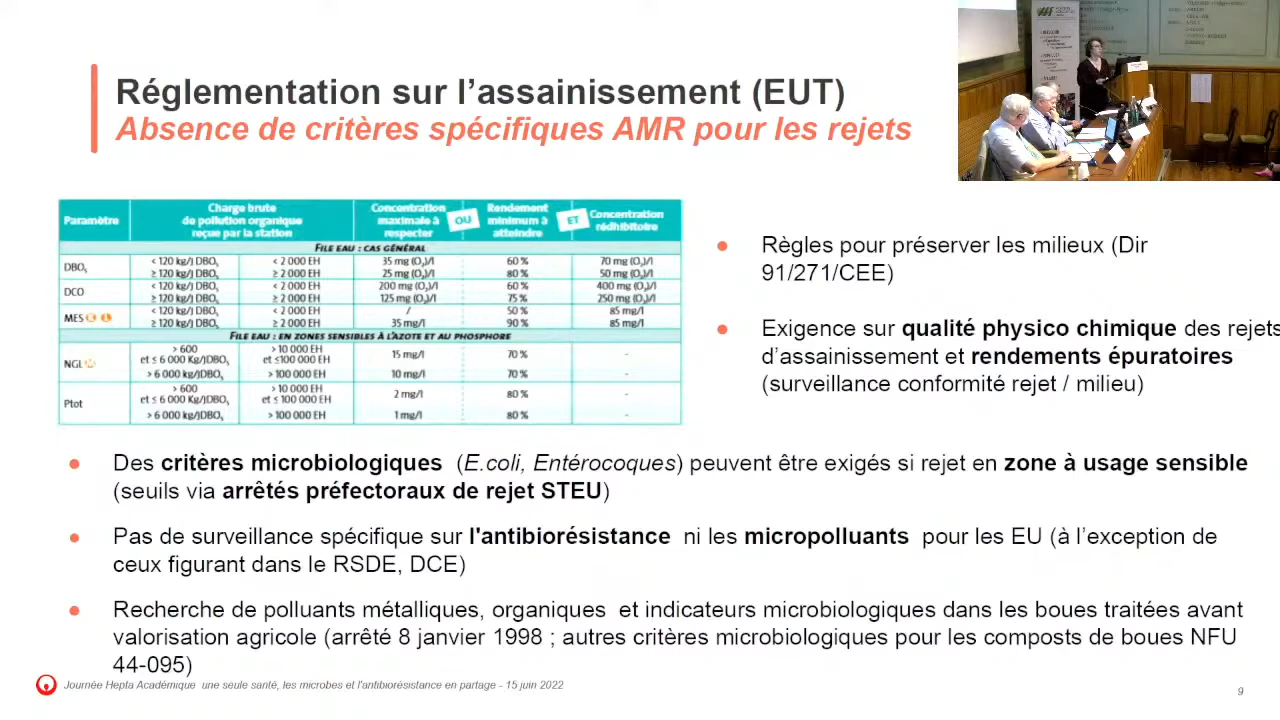 Réglementation sur l’assainissement (EUT)
Absence de critères spécifiques AMR pour les rejets
Paramètre
Charge brute
de pollution organique
reçue par la station
Concentration
maximale à
respecter
OU
Rendement
minimum à
atteindre
ET
Concentration
rédhibitoire
FILE EAU : CAS GÉNÉRAL
DBO₅ < 120 kg/j DBO₅ < 2 000 EH 35 mg (O₂)/l 60 % 70 mg (O₂)/l
≥ 120 kg/j DBO₅ ≥ 2 000 EH 25 mg (O₂)/l 80 % 50 mg (O₂)/l
DCO < 120 kg/j DBO₅ < 2 000 EH 200 mg (O₂)/l 60 % 400 mg (O₂)/l
≥ 120 kg/j DBO₅ ≥ 2 000 EH 125 mg (O₂)/l 75 % 250 mg (O₂)/l
MES < 120 kg/j DBO₅ < 2 000 EH / 50 % 85 mg/l
≥ 120 kg/j DBO₅ ≥ 2 000 EH 35 mg/l 90 % 85 mg/l
FILE EAU : EN ZONES SENSIBLES À L'AZOTE ET AU PHOSPHORE
NGL > 600 et ≤ 6 000 Kg/jDBO₅ > 10 000 EH et ≤100 000 EH 15 mg/l 70 % -
> 6 000 kg/jDBO₅ > 100 000 EH 10 mg/l 70 % -
Ptot > 600 et ≤ 6 000 Kg/jDBO₅ > 10 000 EH et ≤ 100 000 EH 2 mg/l 80 % -
> 6 000 kg/jDBO₅ > 100 000 EH 1 mg/l 80 % -
● Règles pour préserver les milieux (Dir
91/271/CEE)
● Exigence sur qualité physico chimique des rejets
d’assainissement et rendements épuratoires
(surveillance conformité rejet / milieu)
● Des critères microbiologiques (E.coli, Entérocoques) peuvent être exigés si rejet en zone à usage sensible
(seuils via arrêtés préfectoraux de rejet STEU)
● Pas de surveillance spécifique sur l'antibiorésistance ni les micropolluants pour les EU (à l’exception de
ceux figurant dans le RSDE, DCE)
● Recherche de polluants métalliques, organiques et indicateurs microbiologiques dans les boues traitées avant
valorisation agricole (arrêté 8 janvier 1998 ; autres critères microbiologiques pour les composts de boues NFU
44-095)
Journée Hepta Académique une seule santé, les microbes et l'antibiorésistance en partage - 15 juin 2022
9